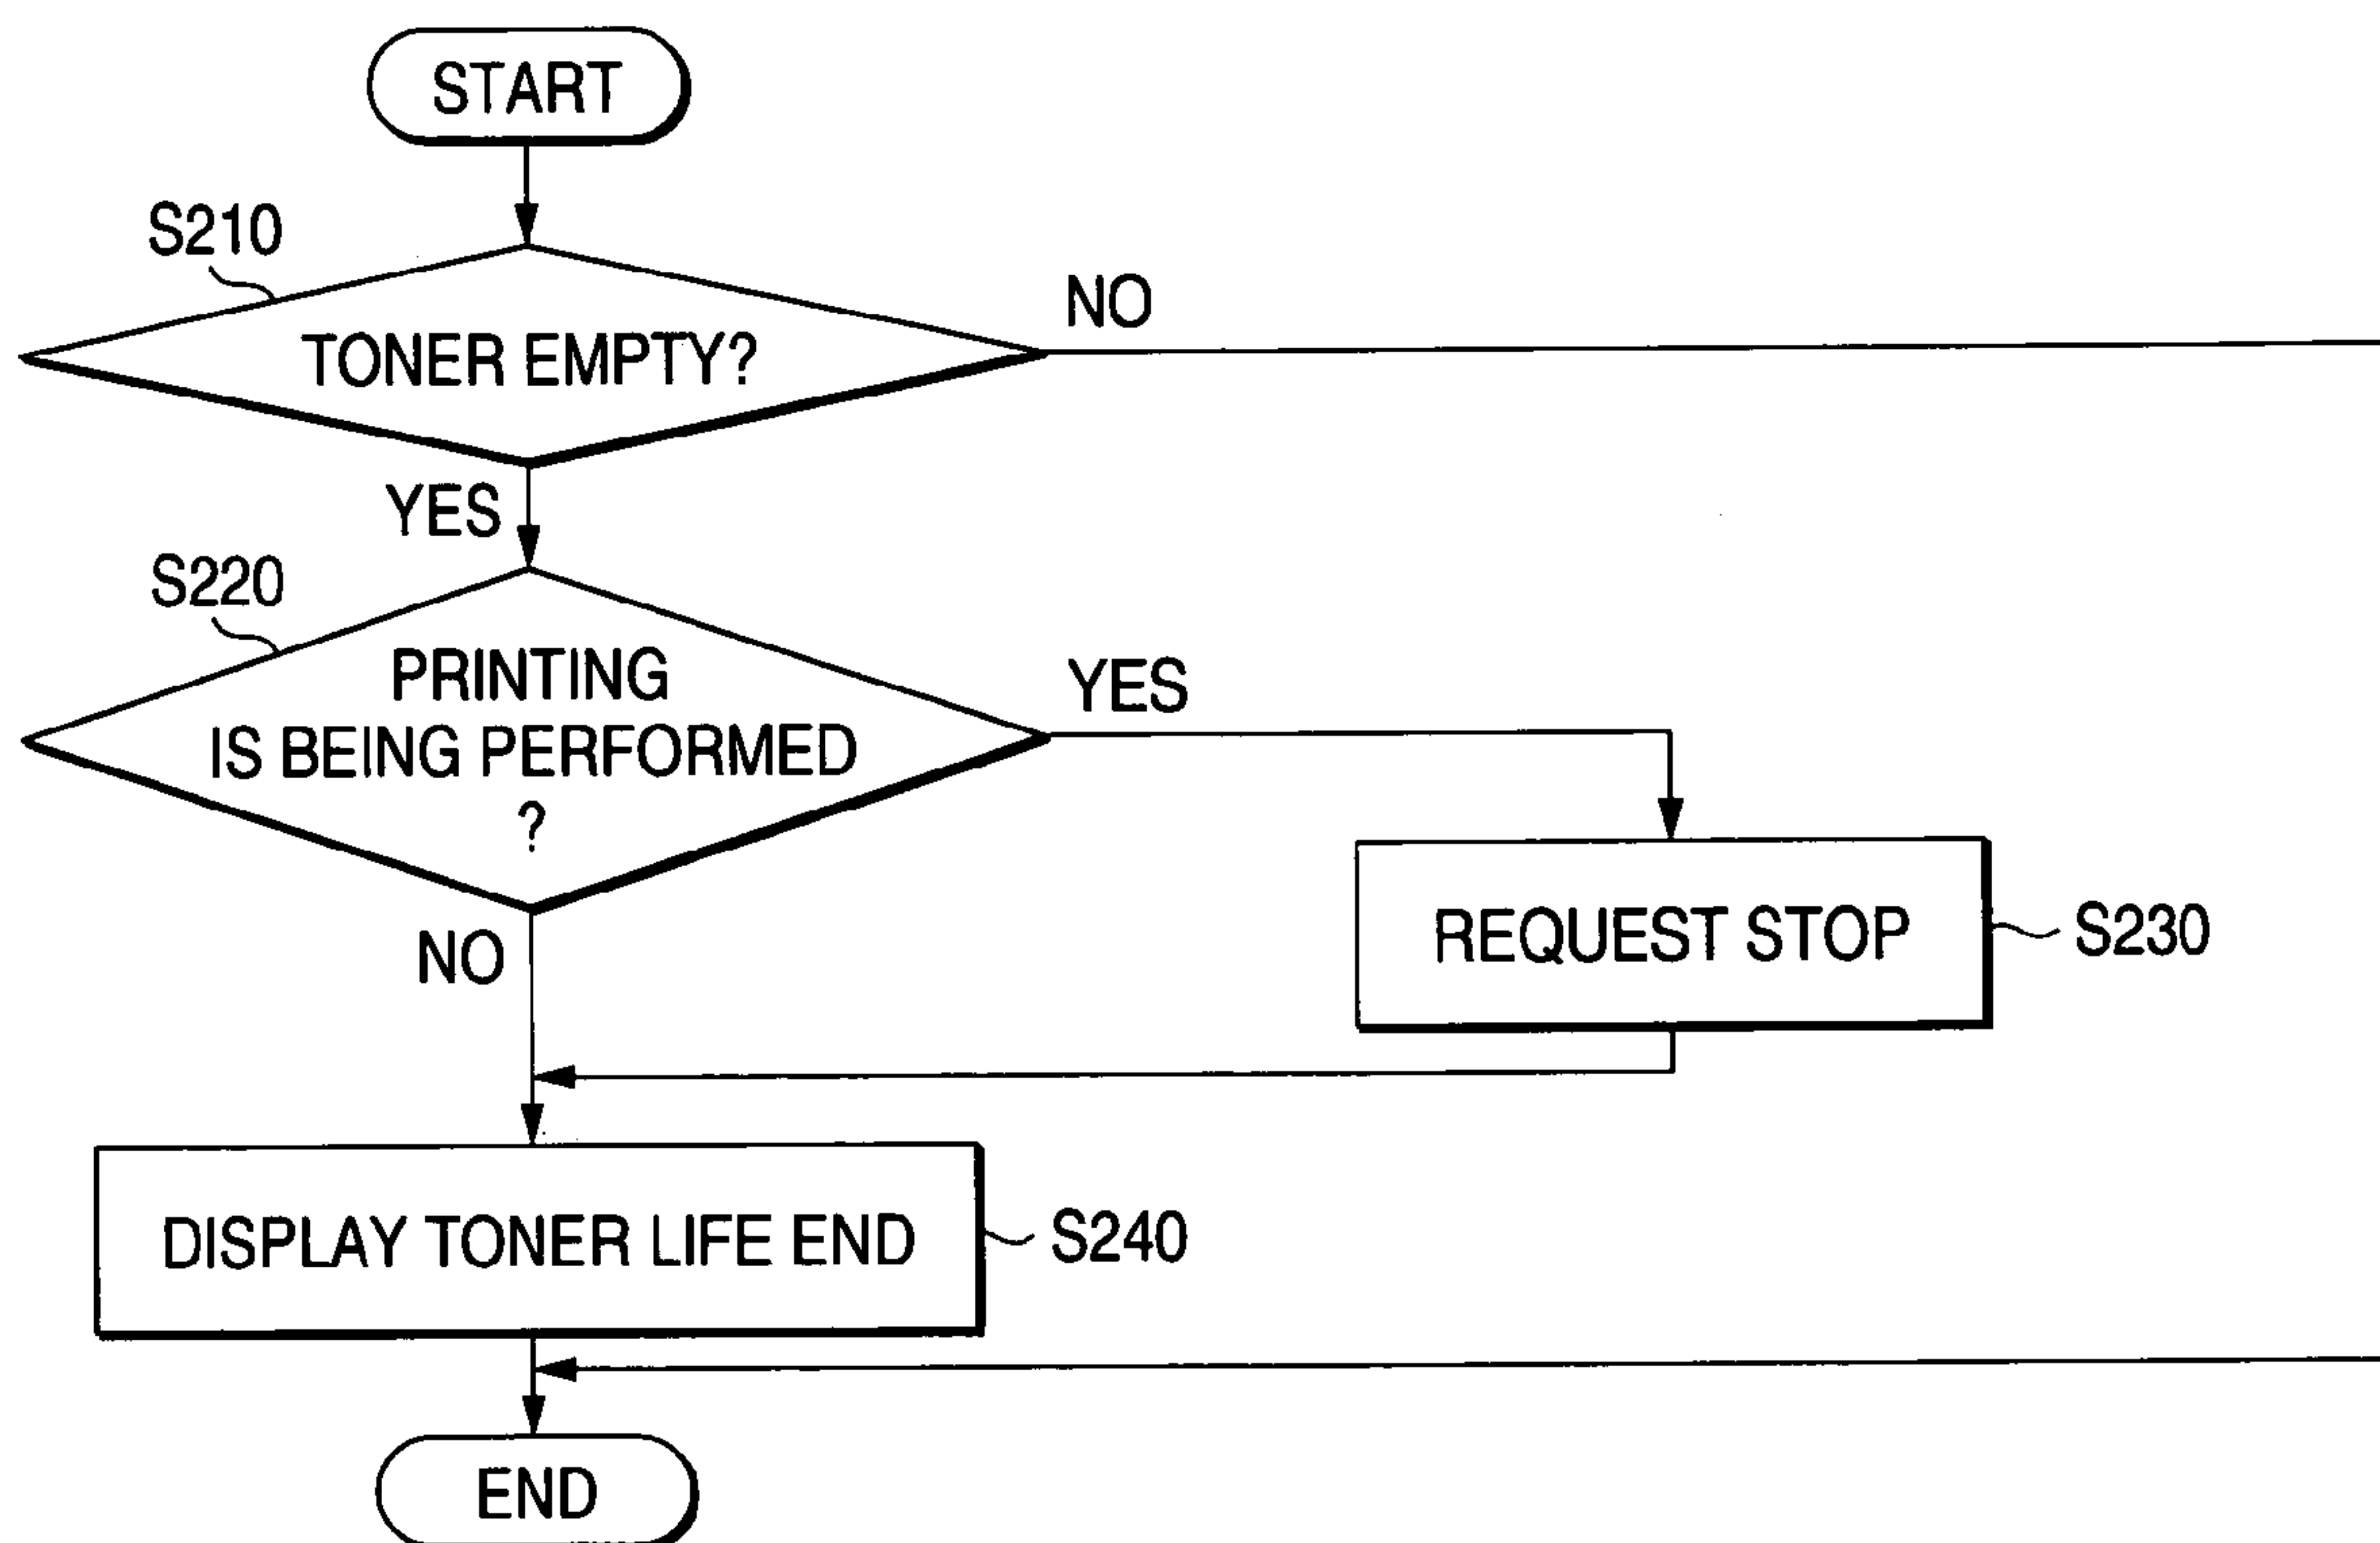 START
S210
NO
TONER EMPTY?
YES
S220
PRINTING
IS BEING PERFORMED
?
YES
NO
REQUEST STOP
S230
DISPLAY TONER LIFE END
S240
END